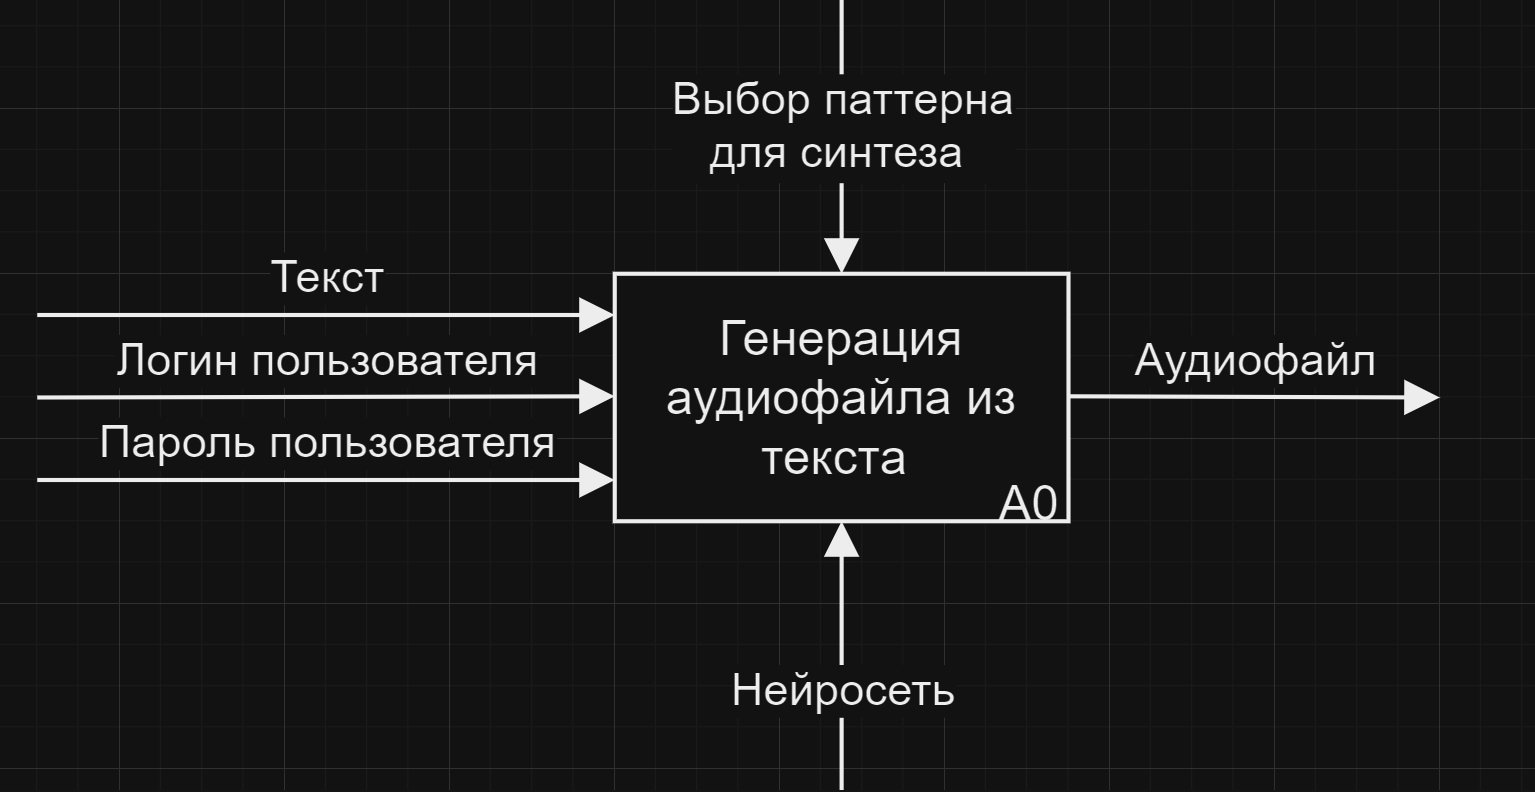 Выбор паттерна
для синтеза
Текст
Логин пользователя
Пароль пользователя
Генерация
аудиофайла из
текста
A0
Аудиофайл
Нейросеть